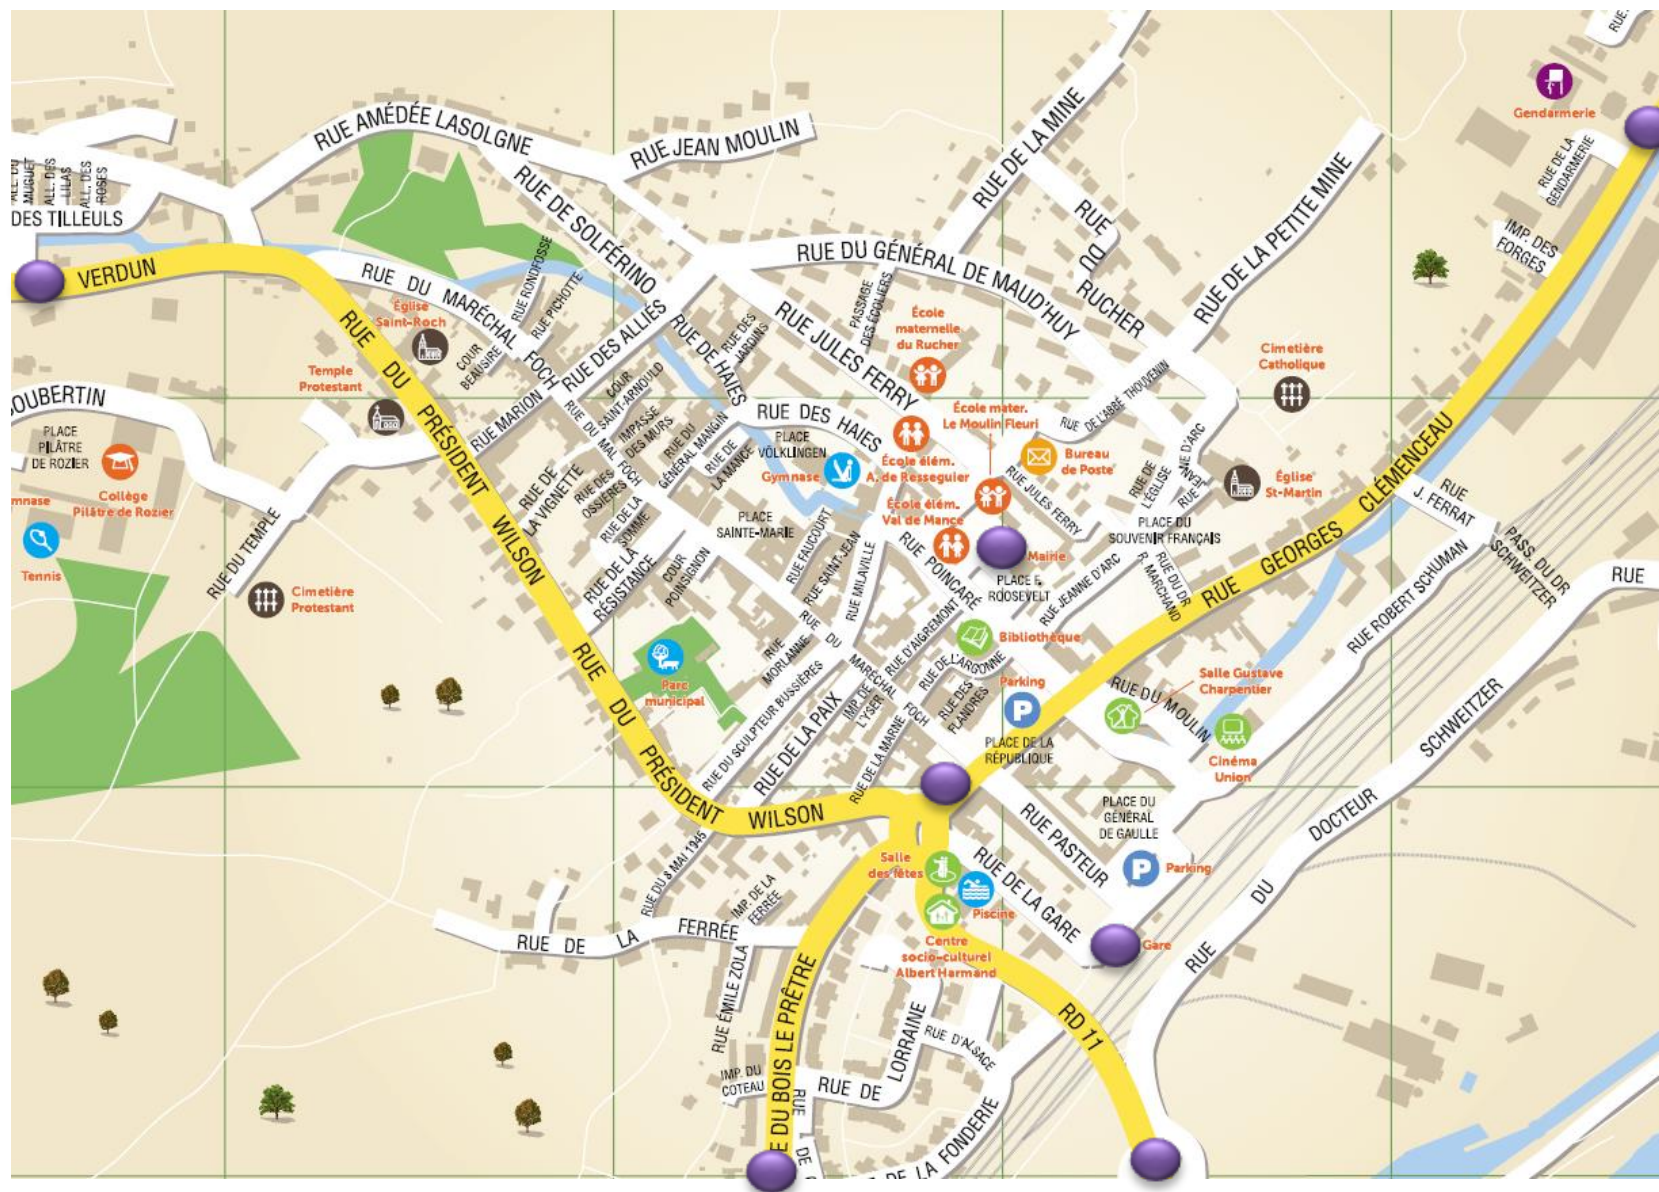 RUE.
Gendarmerie
RUE DE LA
GENDARMERIE
IMP. DES
FORGES
RUE AMÉDÉE LASOLGNE
RUE JEAN MOULIN
RUE DE LA MINE
RUE
DU
RUCHER
RUE DE LA PETITE MINE
ALL. DU
MUGUET
ALL. DES
LILAS
ALL. DES
ROSES
DES TILLEULS
VERDUN
RUE DE SOLFÉRINO
RUE DU GÉNÉRAL DE MAUD'HUY
RUE DU MARÉCHAL FOCH
RUE RONDFOSSE
RUE PICHOTTE
Église
Saint-Roch
COUR
BEAUSIRE
Temple
Protestant
RUE DES ALLIÉS
RUE DE HAIES
RUE DES
JARDINS
RUE JULES FERRY
PASSAGE
DES ÉCOLIERS
École
maternelle
du Rucher
Cimetière
Catholique
RUE DE L'ABBÉ THOUVENIN
OUBERTIN
PLACE
PILÂTRE
DE ROZIER
Collège
Pilâtre de Rozier
mnase
Tennis
RUE DU TEMPLE
Cimetière
Protestant
RUE MARION
RUE DU PRÉSIDENT WILSON
COUR
SAINT-ARNOULD
IMPASSE
DES MURS
RUE DU MAL FOCH
RUE DU
GÉNÉRAL MANGIN
RUE DE
LA MANCE
RUE DE
LA VIGNETTE
RUE DES
OSSIÈRES
RUE DE LA
SOMME
RUE DE LA
RÉSISTANCE
COUR
POINSIGNON
RUE DES HAIES
PLACE
VÖLKLINGEN
Gymnase
PLACE
SAINTE-MARIE
RUE FAUCOURT
RUE SAINT-JEAN
RUE MILAVILLE
École élém.
A. de Resseguier
École mater.
Le Moulin Fleuri
École élém.
Val de Mance
Bureau
de Poste
RUE JULES FERRY
Mairie
PLACE F.
ROOSEVELT
RUE POINCARÉ
RUE DE
L'ÉGLISE
RUE
JEANNE D'ARC
Église
St-Martin
PLACE DU
SOUVENIR FRANÇAIS
RUE JEANNE D'ARC
RUE DU DR
P. MARCHAND
RUE GEORGES CLÉMENCEAU
RUE
J. FERRAT
PASS. DU DR
SCHWEITZER
RUE ROBERT SCHUMAN
RUE
RUE DU PRÉSIDENT WILSON
Parc
municipal
RUE
MORLANNE
RUE DU MARÉCHAL FOCH
RUE DU SCULPTEUR BUSSIÈRES
RUE DE LA PAIX
IMP. DE
L'YSER
RUE D'AIGREMONT
RUE DE L'ARGONNE
RUE DES
FLANDRES
RUE DE LA MARNE
Bibliothèque
Parking
P
PLACE DE LA
RÉPUBLIQUE
RUE DU MOULIN
Salle Gustave
Charpentier
Cinéma
Union
PLACE DU
GÉNÉRAL
DE GAULLE
P
Parking
RUE PASTEUR
RUE DE LA GARE
Gare
RUE DU DOCTEUR SCHWEITZER
Salle
des fêtes
Piscine
Centre
socio-culturel
Albert Harmand
RUE DU 8 MAI 1945
RUE DE LA FERRÉE
IMP. DE LA
FERRÉE
RUE ÉMILE ZOLA
IMP. DU
COTEAU
E DU BOIS LE PRÊTRE
RUE DE LORRAINE
RUE D'ALSACE
RUE
DE
DE LA FONDERIE
RD 11